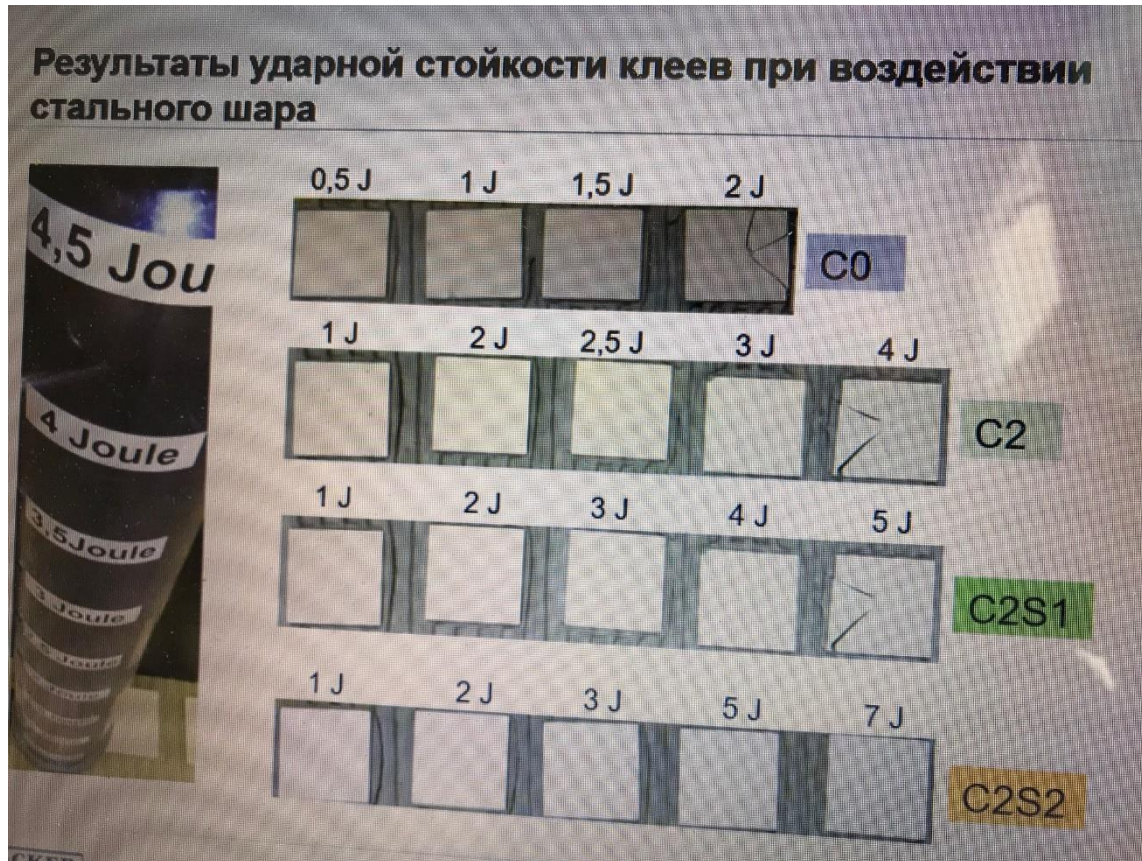 Результаты ударной стойкости клеев при воздействии
стального шара
4,5 Jou
4 Joule
3,5Joule
3 Joule
0,5 J 1 J 1,5 J 2 J
C0
1 J 2 J 2,5 J 3 J 4 J
C2
1 J 2 J 3 J 4 J 5 J
C2S1
1 J 2 J 3 J 5 J 7 J
C2S2